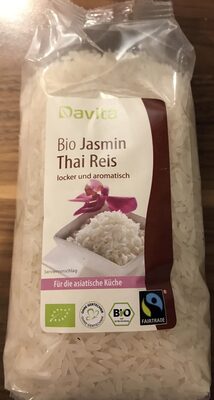 Davita
Bio Jasmin
Thai Reis
locker und aromatisch
Serviervorschlag
Für die asiatische Küche
BIO
FAIRTRADE